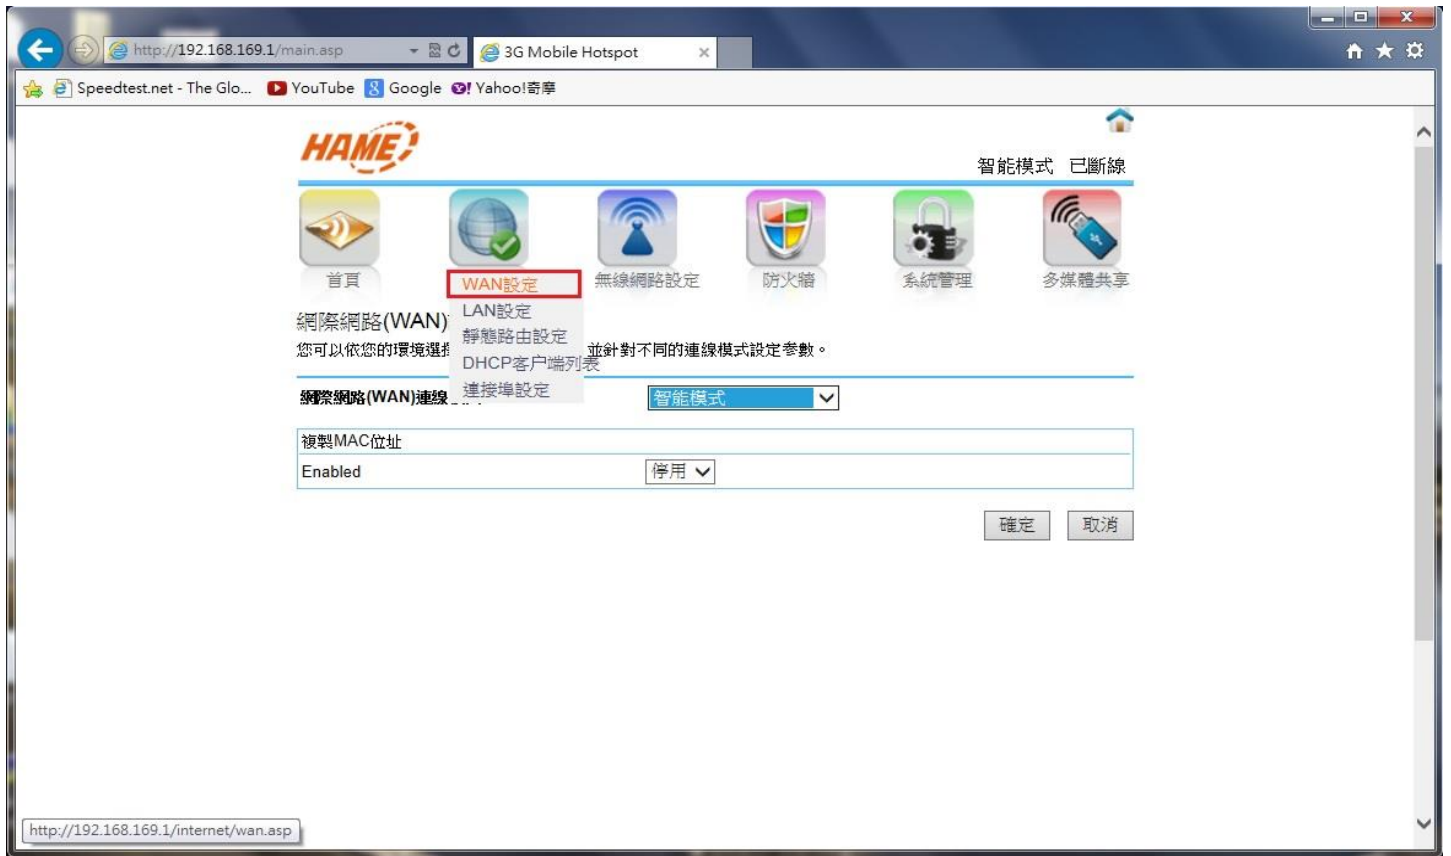 http://192.168.169.1/main.asp
3G Mobile Hotspot
Speedtest.net - The Glo...
YouTube
Google
Yahoo!奇摩
HAME
智能模式 已斷線
首頁
無線網路設定
防火牆
系統管理
多媒體共享
WAN設定
LAN設定
靜態路由設定
DHCP客户端列表
連接埠設定
網際網路(WAN)
您可以依您的環境選擇 並針對不同的連線模式設定參數。
網際網路(WAN)連線
智能模式
複製MAC位址
Enabled
停用
確定
取消
http://192.168.169.1/internet/wan.asp